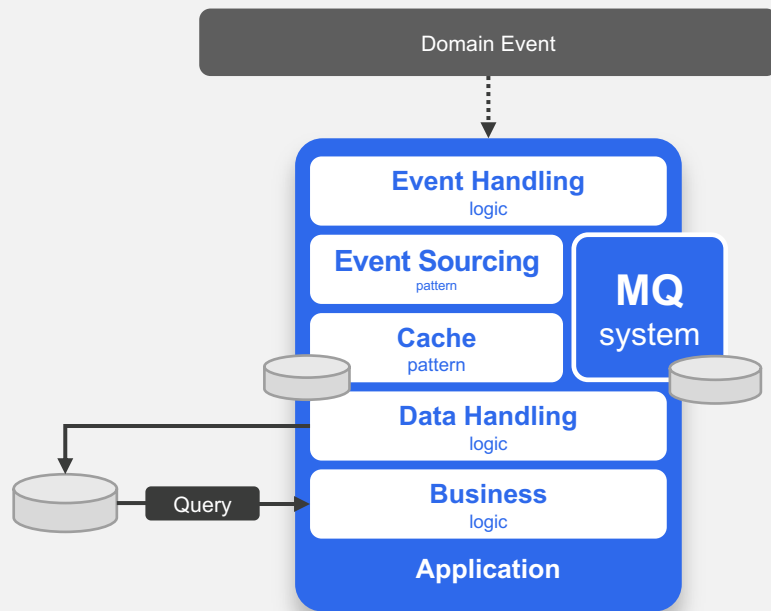 Domain Event
Event Handling
logic
Event Sourcing
pattern
MQ
system
Cache
pattern
Data Handling
logic
Query
Business
logic
Application